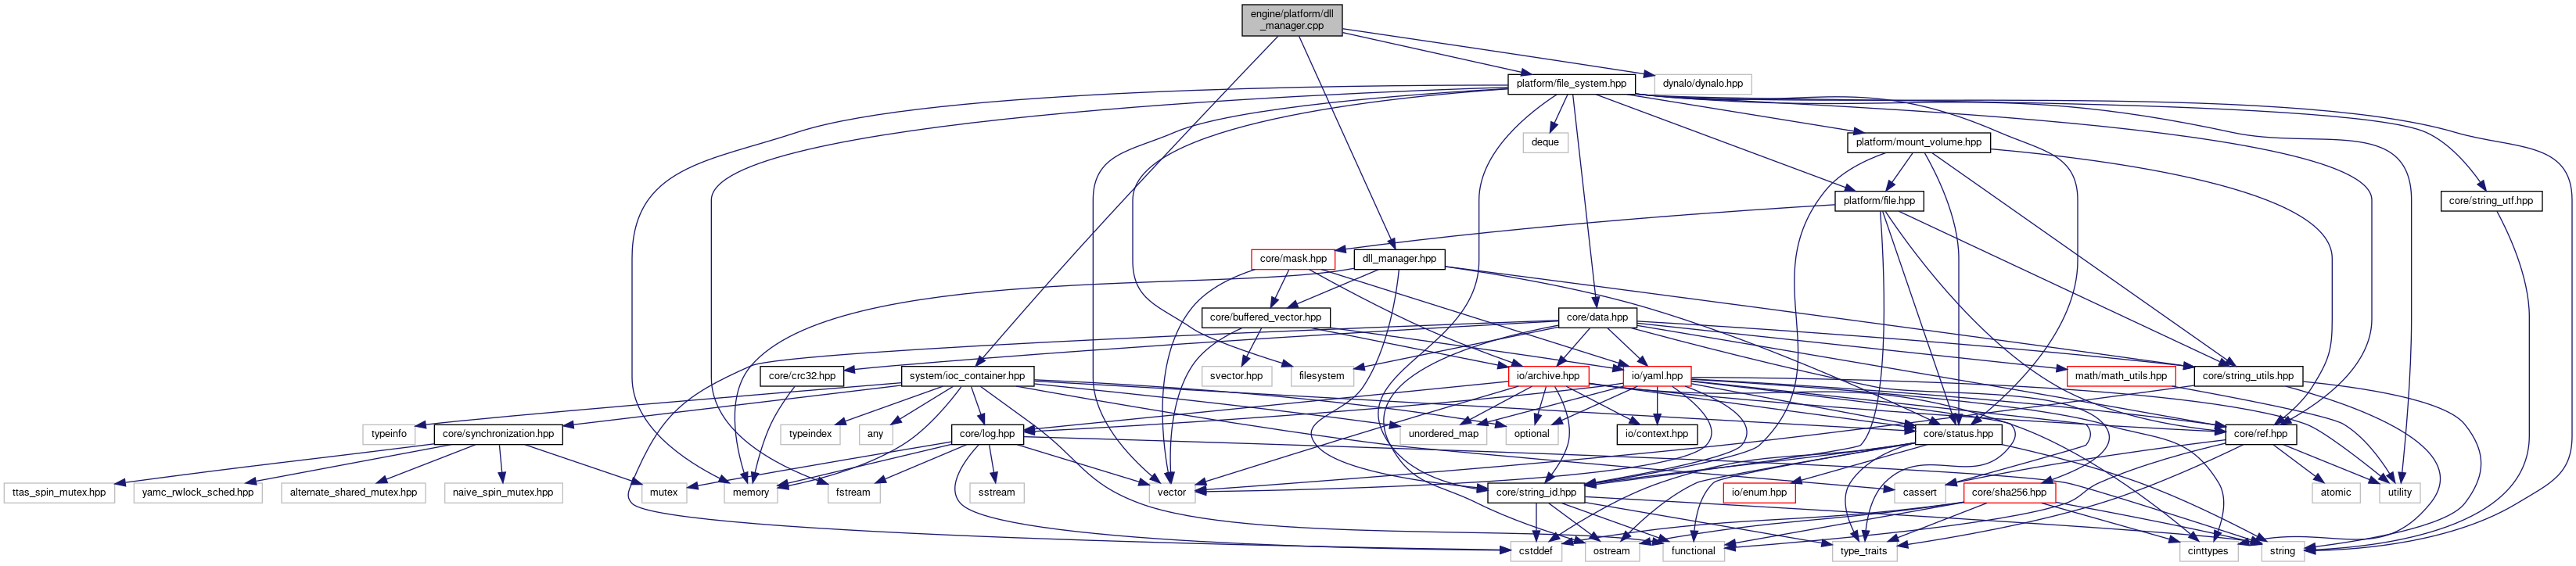 engine/platform/dll
_manager.cpp
platform/file_system.hpp
dynalo/dynalo.hpp
deque
platform/mount_volume.hpp
platform/file.hpp
core/string_utf.hpp
core/mask.hpp
dll_manager.hpp
core/buffered_vector.hpp
core/data.hpp
core/crc32.hpp
system/ioc_container.hpp
svector.hpp
filesystem
io/archive.hpp
io/yaml.hpp
math/math_utils.hpp
core/string_utils.hpp
typeinfo
core/synchronization.hpp
typeindex
any
core/log.hpp
unordered_map
optional
io/context.hpp
core/status.hpp
core/ref.hpp
ttas_spin_mutex.hpp
yamc_rwlock_sched.hpp
alternate_shared_mutex.hpp
naive_spin_mutex.hpp
mutex
memory
fstream
sstream
vector
core/string_id.hpp
io/enum.hpp
cassert
core/sha256.hpp
atomic
utility
cstddef
ostream
functional
type_traits
cinttypes
string